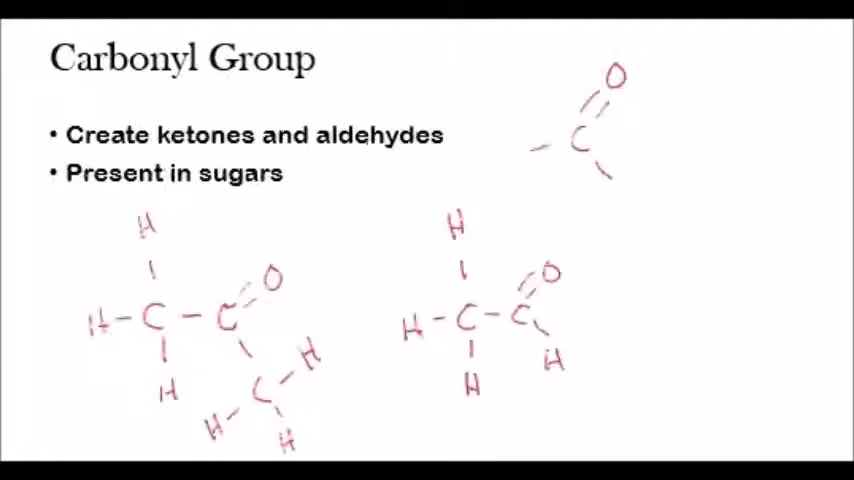 Carbonyl Group
O
C
• Create ketones and aldehydes
• Present in sugars
H H
O O
H C C H C C
H H H
C H
H H